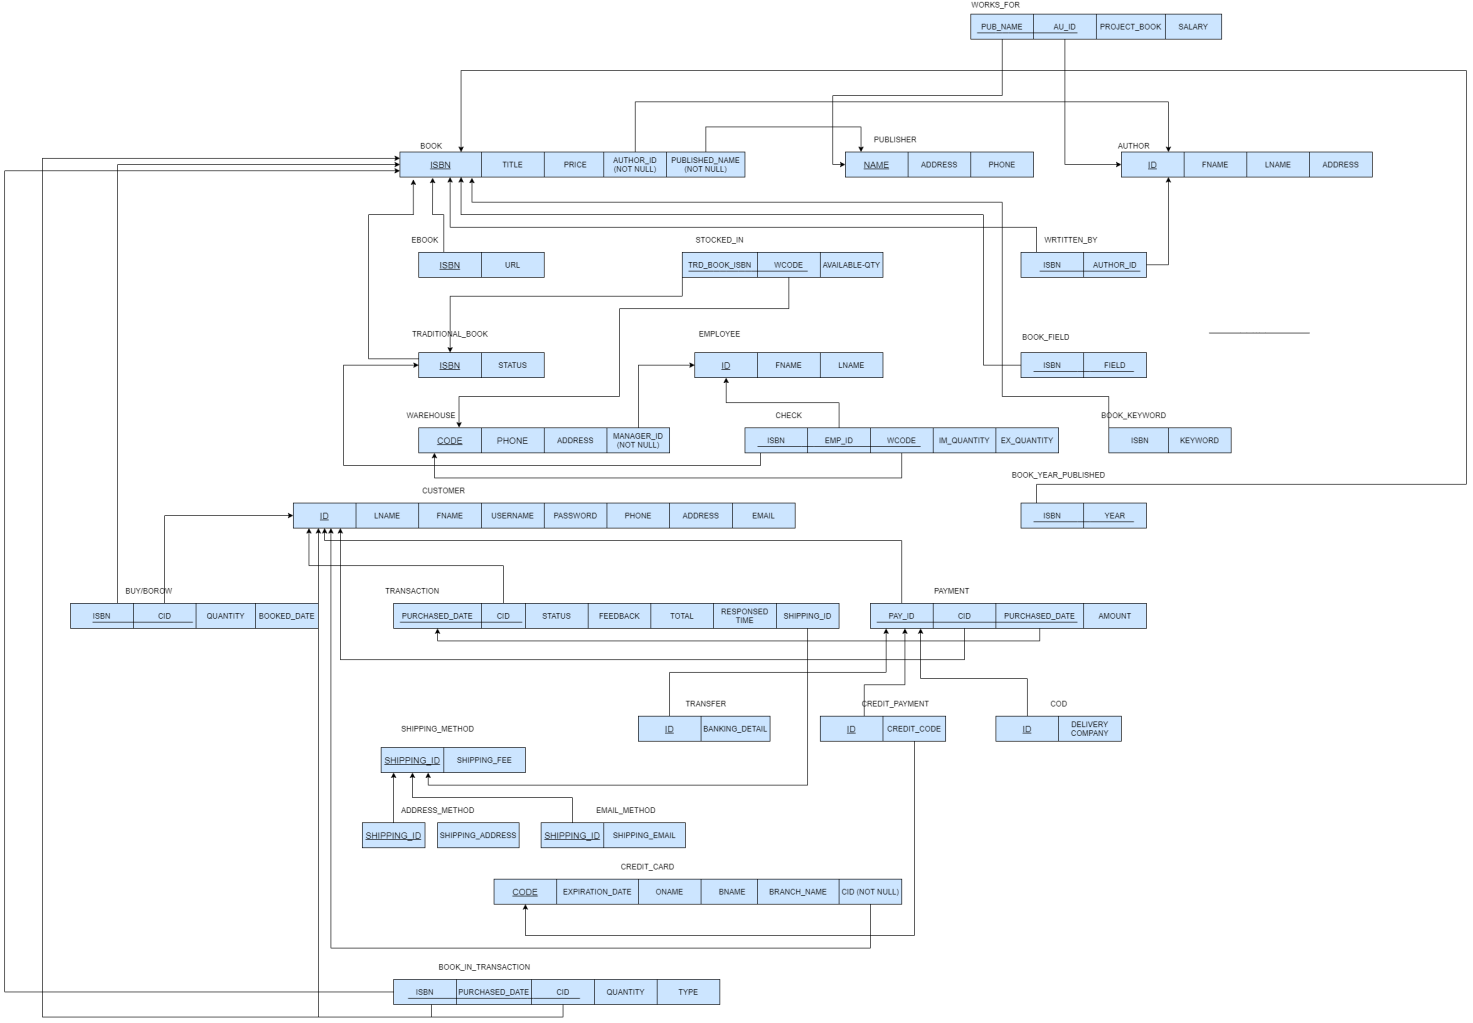 WORKS_FOR
PUB_NAME AU_ID PROJECT_BOOK SALARY
BOOK
ISBN TITLE PRICE AUTHOR_ID (NOT NULL) PUBLISHED_NAME (NOT NULL)
PUBLISHER
NAME ADDRESS PHONE
AUTHOR
ID FNAME LNAME ADDRESS
EBOOK
ISBN URL
STOCKED_IN
TRD_BOOK_ISBN WCODE AVAILABLE-QTY
WRTITTEN_BY
ISBN AUTHOR_ID
TRADITIONAL_BOOK
ISBN STATUS
EMPLOYEE
ID FNAME LNAME
BOOK_FIELD
ISBN FIELD
WAREHOUSE
CODE PHONE ADDRESS MANAGER_ID (NOT NULL)
CHECK
ISBN EMP_ID WCODE IM_QUANTITY EX_QUANTITY
BOOK_KEYWORD
ISBN KEYWORD
CUSTOMER
ID LNAME FNAME USERNAME PASSWORD PHONE ADDRESS EMAIL
BOOK_YEAR_PUBLISHED
ISBN YEAR
BUY/BOROW
ISBN CID QUANTITY BOOKED_DATE
TRANSACTION
PURCHASED_DATE CID STATUS FEEDBACK TOTAL RESPONSED TIME SHIPPING_ID
PAYMENT
PAY_ID CID PURCHASED_DATE AMOUNT
TRANSFER
ID BANKING_DETAIL
CREDIT_PAYMENT
ID CREDIT_CODE
COD
ID DELIVERY COMPANY
SHIPPING_METHOD
SHIPPING_ID SHIPPING_FEE
ADDRESS_METHOD
SHIPPING_ID SHIPPING_ADDRESS
EMAIL_METHOD
SHIPPING_ID SHIPPING_EMAIL
CREDIT_CARD
CODE EXPIRATION_DATE ONAME BNAME BRANCH_NAME CID (NOT NULL)
BOOK_IN_TRANSACTION
ISBN PURCHASED_DATE CID QUANTITY TYPE